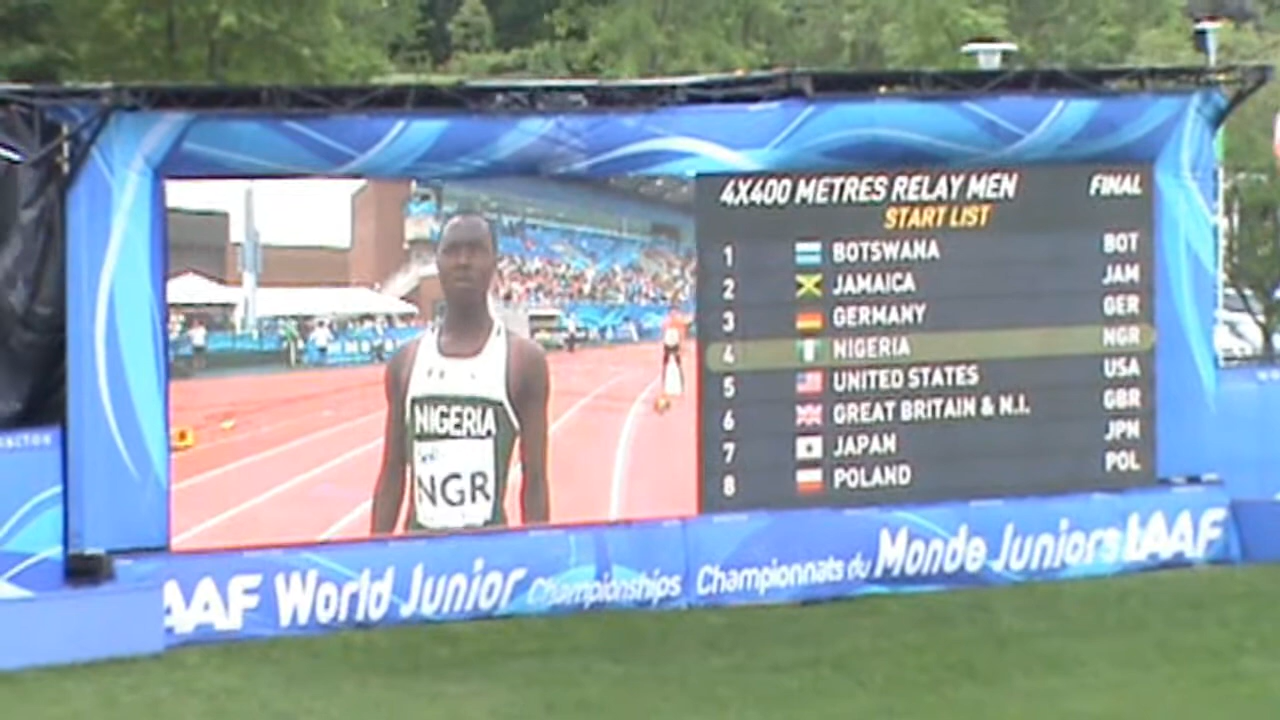 4X400 METRES RELAY MEN FINAL
START LIST
1 BOTSWANA BOT
2 JAMAICA JAM
3 GERMANY GER
4 NIGERIA NGR
5 UNITED STATES USA
6 GREAT BRITAIN & N.I. GBR
7 JAPAN JPN
8 POLAND POL
NIGERIA
NGR
AAF World Junior Championships Championnats du Monde Juniors IAAF